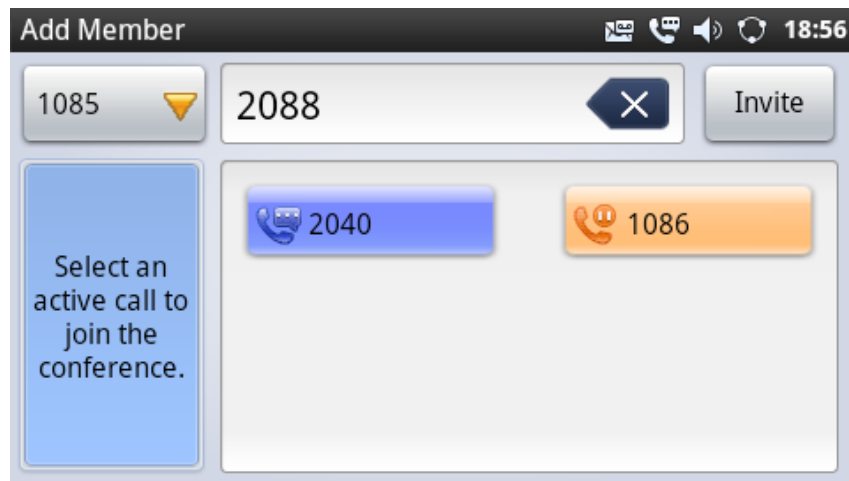 Add Member
18:56
1085
2088
Invite
Select an
active call to
join the
conference.
2040
1086